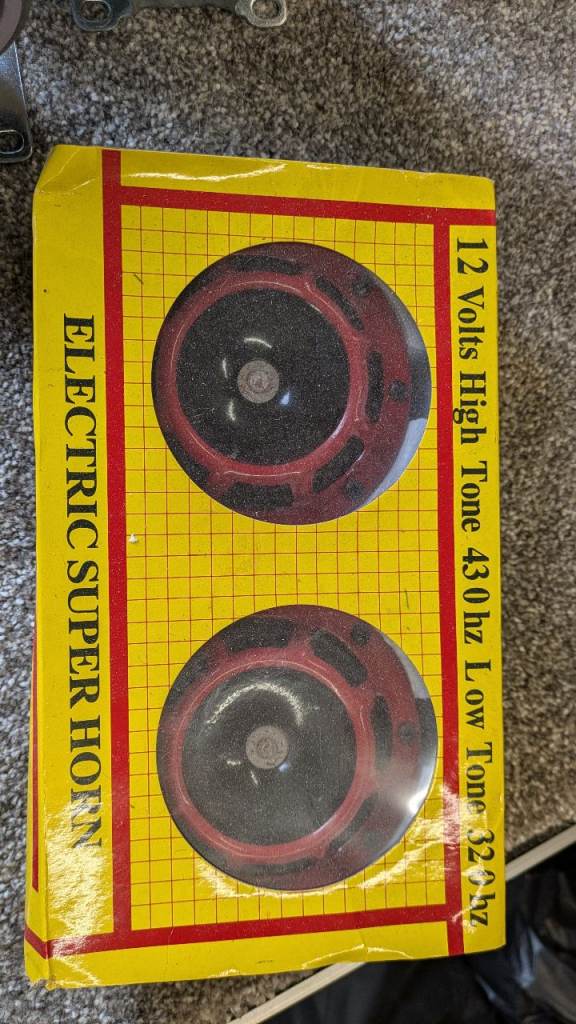 12 Volts High Tone 430hz Low Tone 320hz
ELECTRIC SUPER HORN